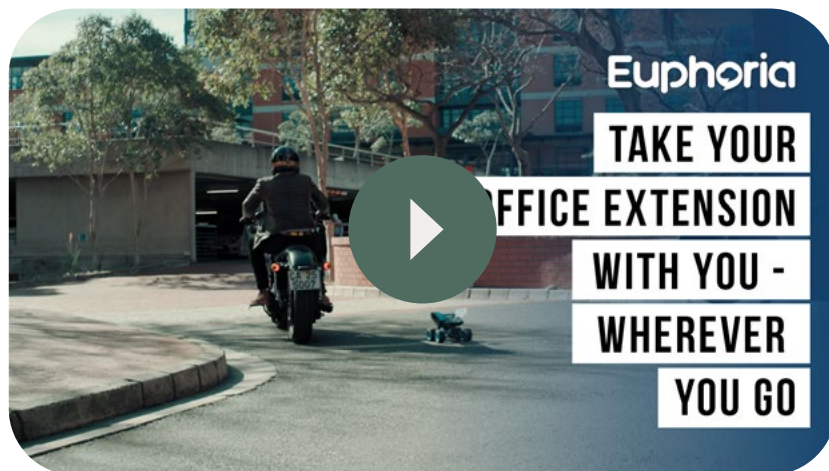 Euphoria
TAKE YOUR
OFFICE EXTENSION
WITH YOU -
WHEREVER
YOU GO